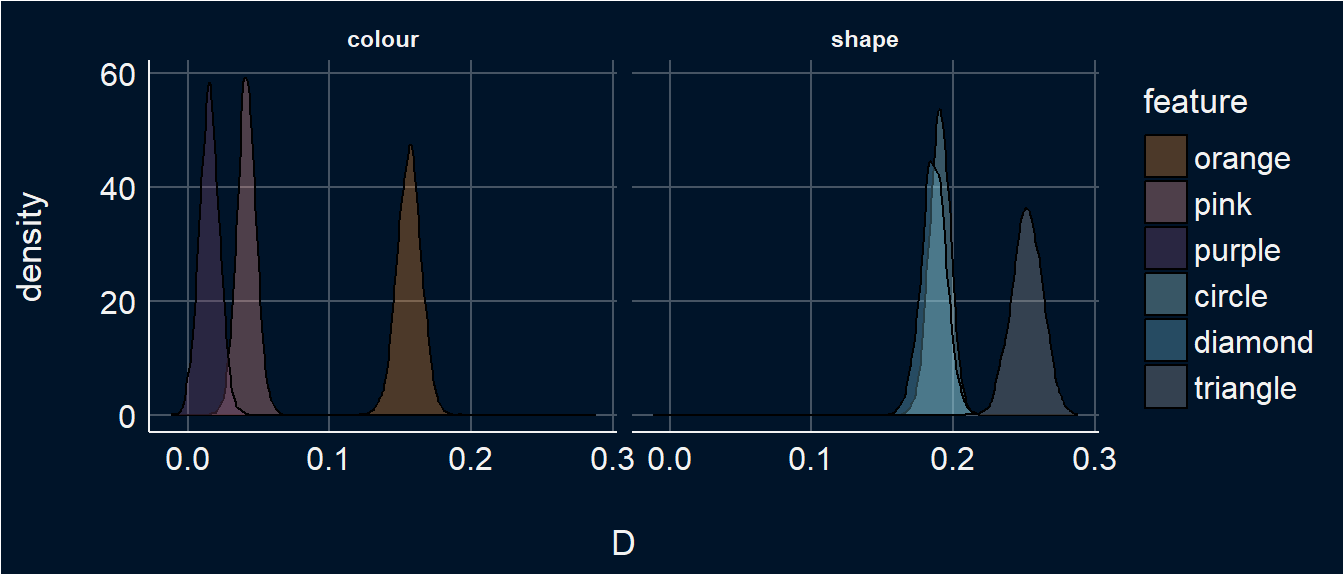 colour
shape
60
40
20
0
density
0.0
0.1
0.2
0.3
0.0
0.1
0.2
0.3
D
feature
orange
pink
purple
circle
diamond
triangle